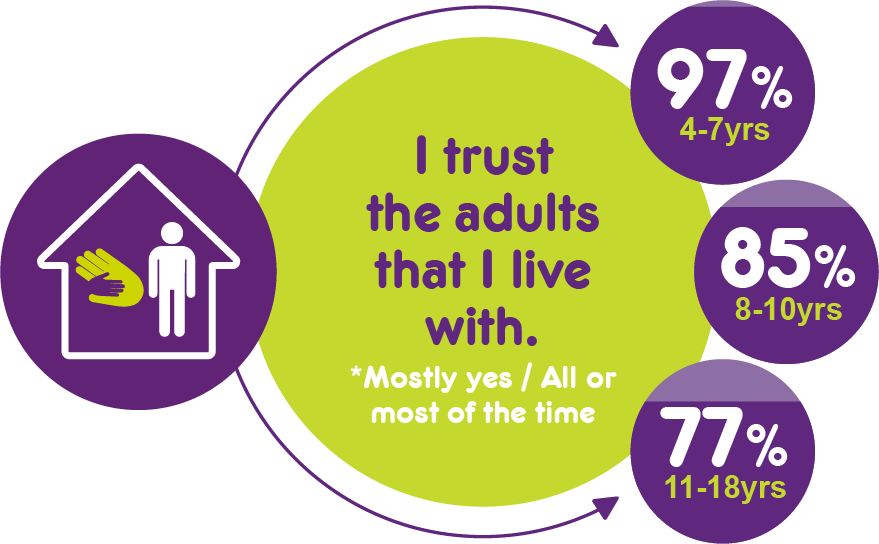 I trust
the adults
that I live
with.
*Mostly yes / All or
most of the time
97%
4-7yrs
85%
8-10yrs
77%
11-18yrs